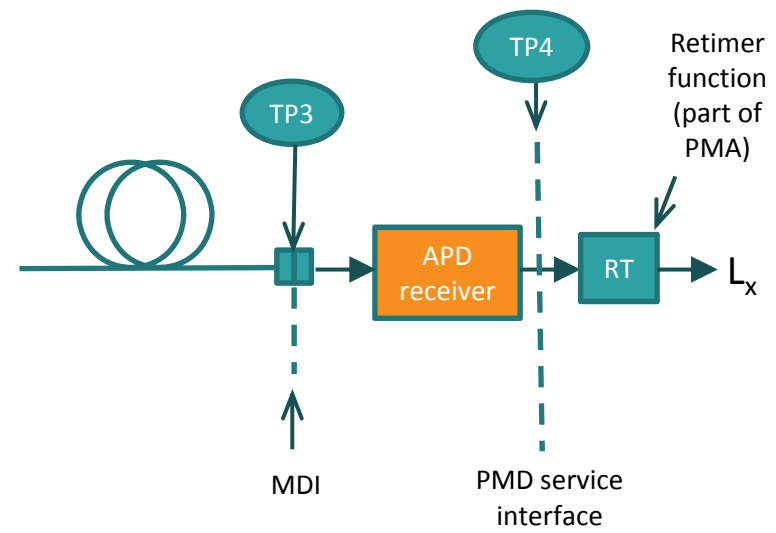 TP4
Retimer
function
(part of
PMA)
TP3
APD
receiver
RT
Lx
MDI
PMD service
interface